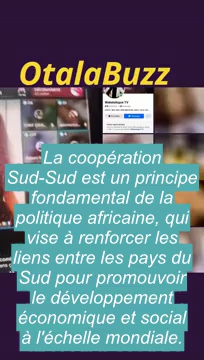 OtalaBuzz
La coopération
Sud-Sud est un principe
fondamental de la
politique africaine, qui
vise à renforcer les
liens entre les pays du
Sud pour promouvoir
le développement
économique et social
à l'échelle mondiale.